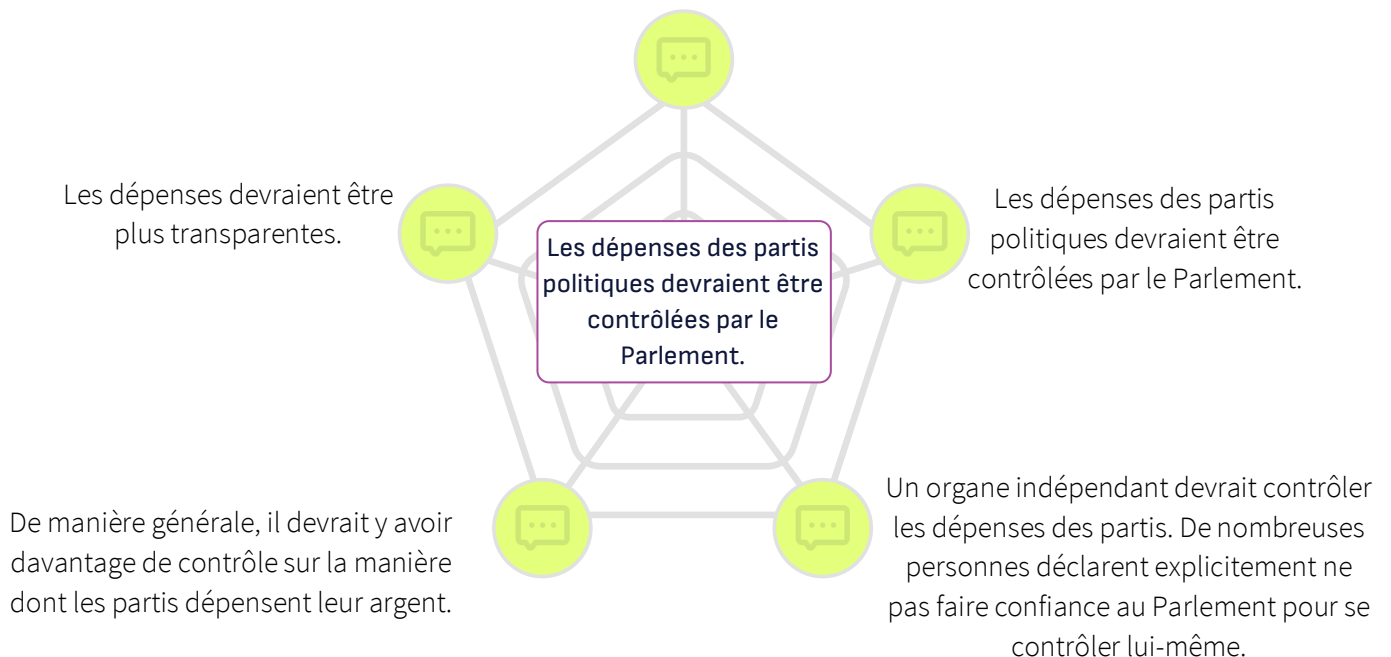 Les dépenses devraient être
plus transparentes.
Les dépenses des partis
politiques devraient être
contrôlées par le Parlement.
Les dépenses des partis
politiques devraient être
contrôlées par le
Parlement.
De manière générale, il devrait y avoir
davantage de contrôle sur la manière
dont les partis dépensent leur argent.
Un organe indépendant devrait contrôler
les dépenses des partis. De nombreuses
personnes déclarent explicitement ne
pas faire confiance au Parlement pour se
contrôler lui-même.